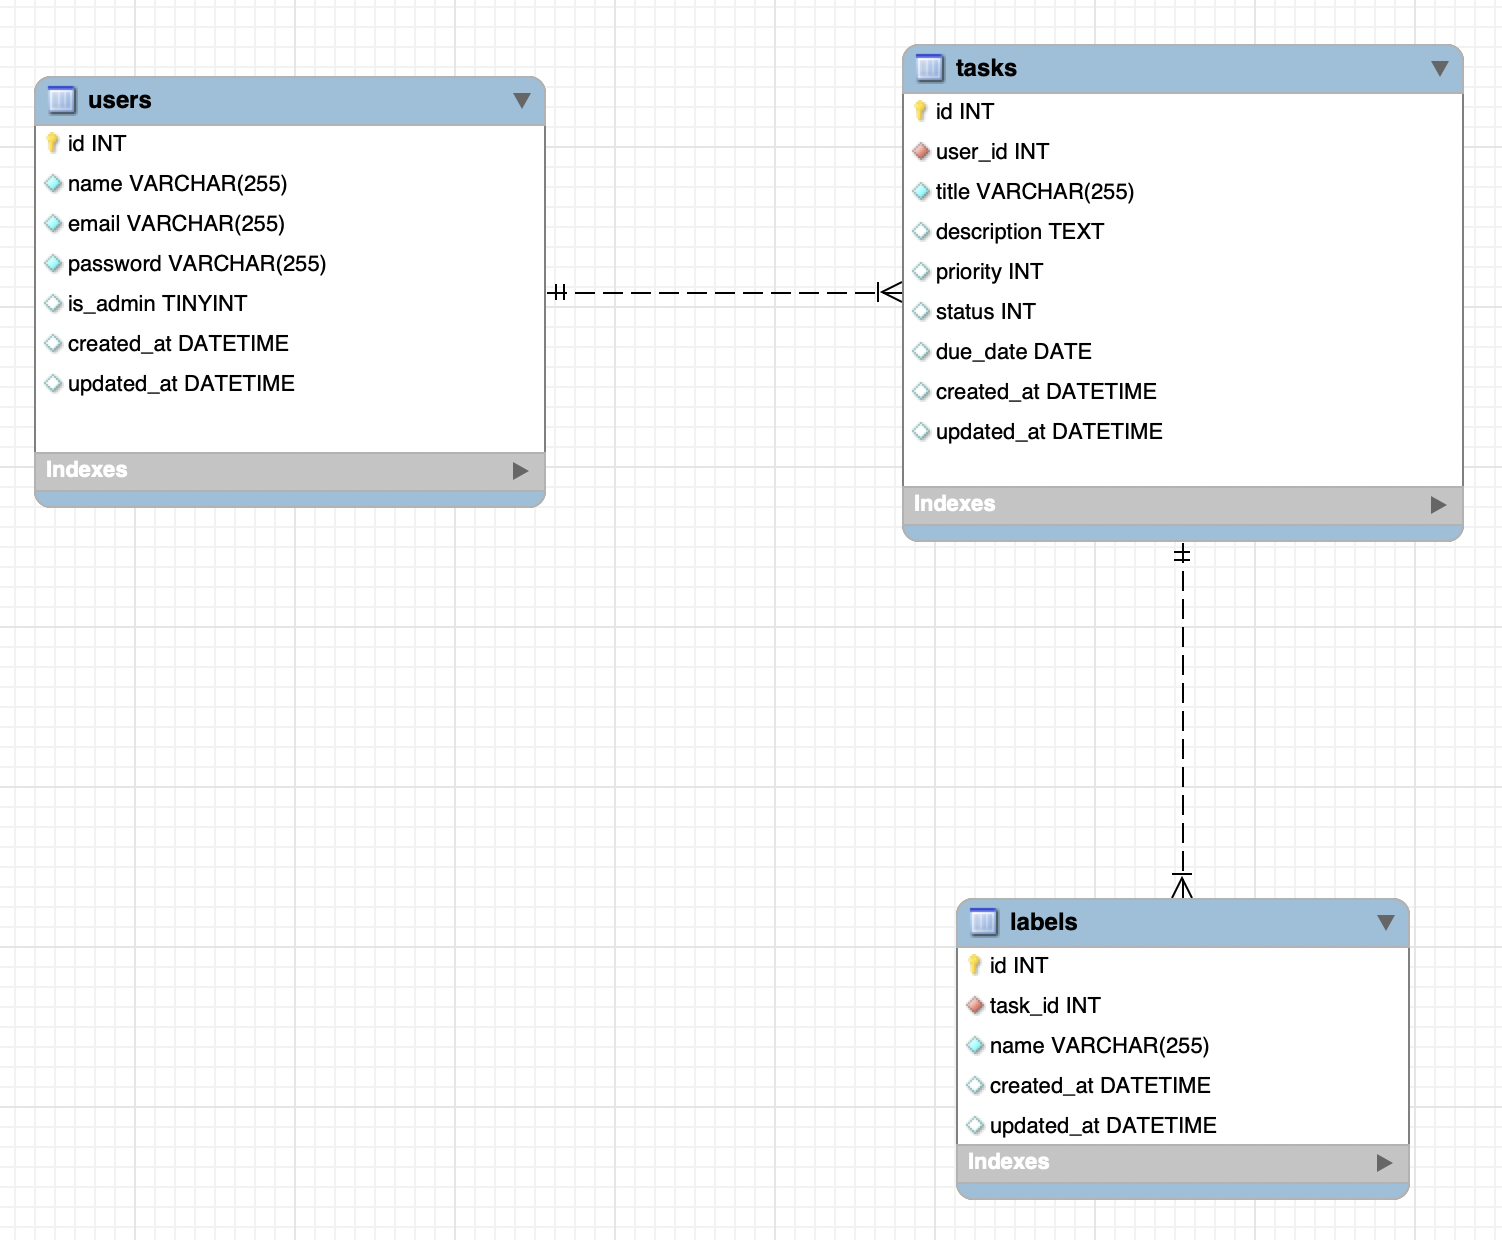 users
id INT
name VARCHAR(255)
email VARCHAR(255)
password VARCHAR(255)
is_admin TINYINT
created_at DATETIME
updated_at DATETIME
Indexes
tasks
id INT
user_id INT
title VARCHAR(255)
description TEXT
priority INT
status INT
due_date DATE
created_at DATETIME
updated_at DATETIME
Indexes
labels
id INT
task_id INT
name VARCHAR(255)
created_at DATETIME
updated_at DATETIME
Indexes